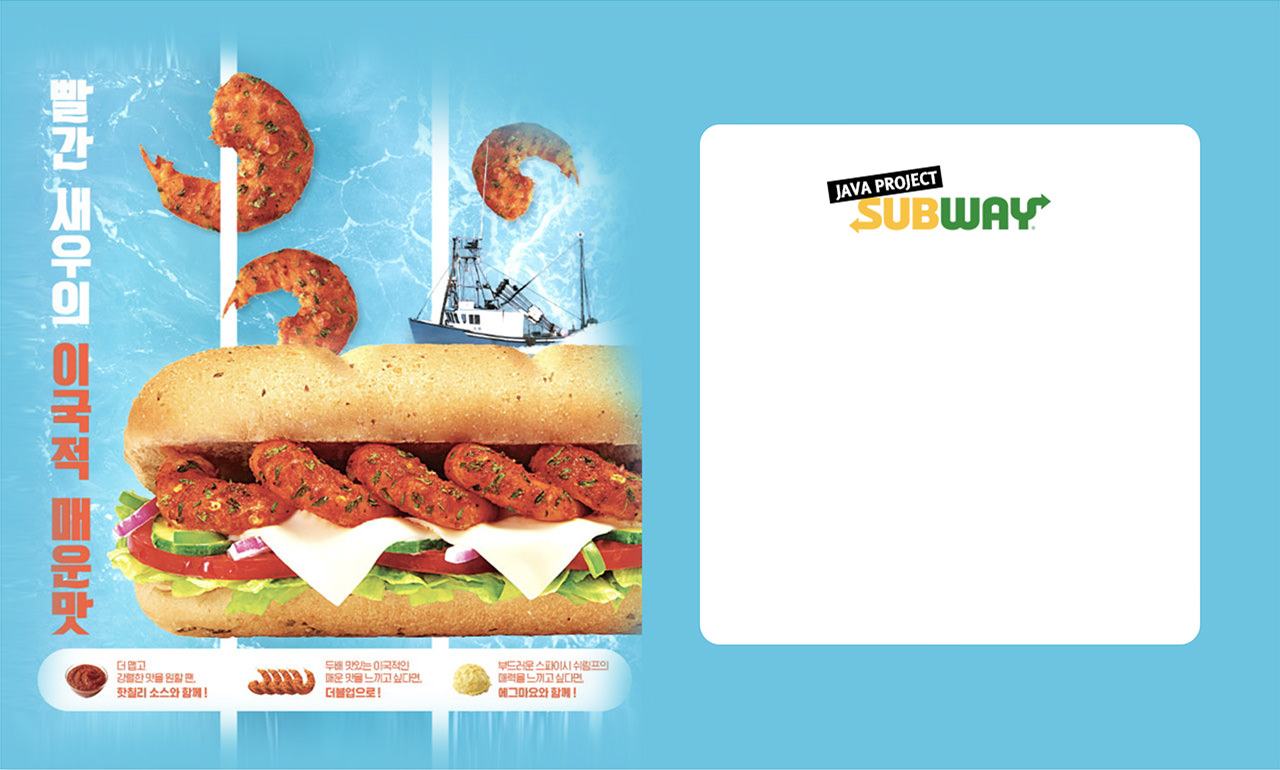 빨간 새우의 이국적 매운맛
더 맵고
강렬한 맛을 원할 땐,
핫칠리 소스와 함께 !
두배 맛있는 이국적인
매운 맛을 느끼고 싶다면,
더블업으로 !
부드러운 스파이시 쉬림프의
매력을 느끼고 싶다면,
에그마요와 함께 !
JAVA PROJECT
SUBWAY